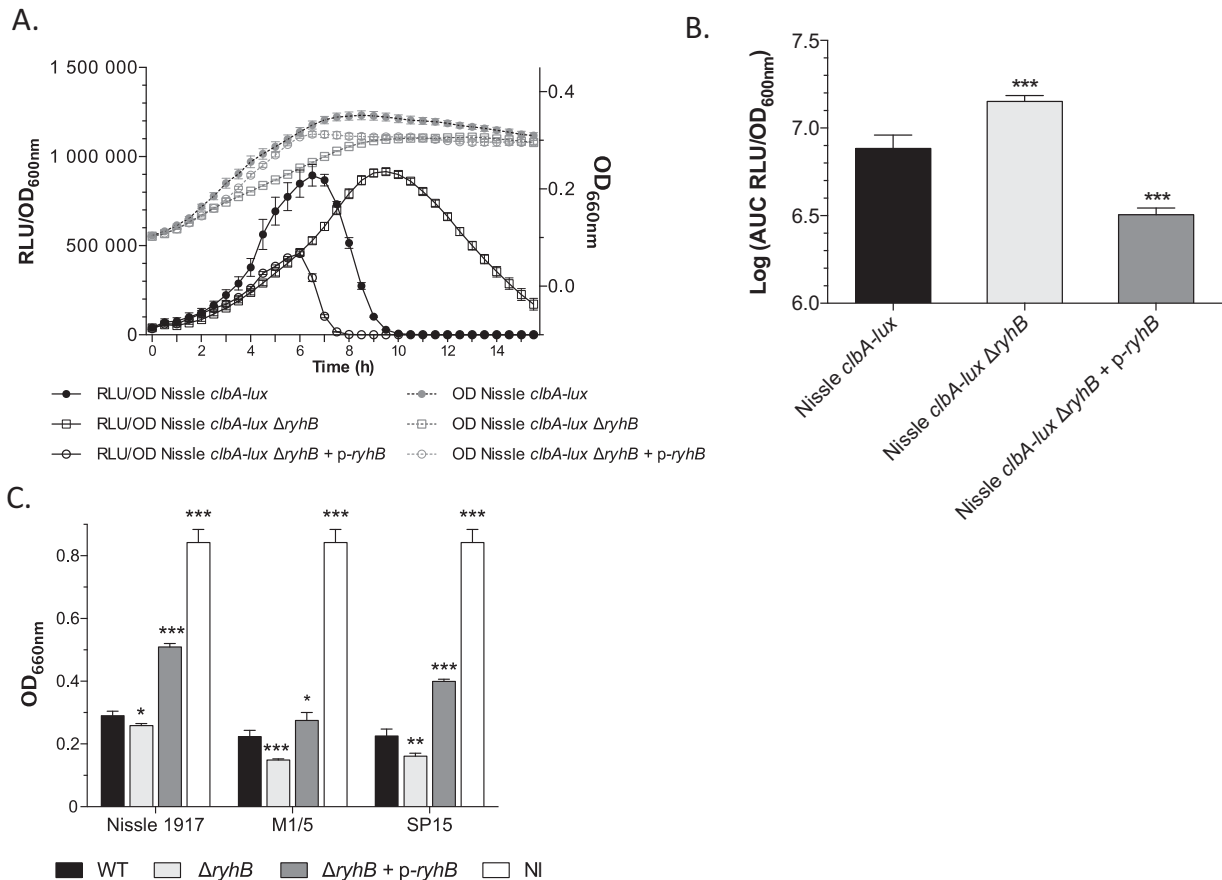 A.
1 500 000
1 000 000
500 000
0
RLU/OD600nm
0.4
0.2
0.0
OD660nm
0 2 4 6 8 10 12 14
Time (h)
RLU/OD Nissle clbA-lux
RLU/OD Nissle clbA-lux ΔryhB
RLU/OD Nissle clbA-lux ΔryhB + p-ryhB
OD Nissle clbA-lux
OD Nissle clbA-lux ΔryhB
OD Nissle clbA-lux ΔryhB + p-ryhB
B.
7.5
7.0
6.5
6.0
Log (AUC RLU/OD600nm)
***
***
Nissle clbA-lux
Nissle clbA-lux ΔryhB
Nissle clbA-lux ΔryhB + p-ryhB
C.
0.8
0.6
0.4
0.2
0
OD660nm
* *** ***
*** * ***
** *** ***
Nissle 1917 M1/5 SP15
WT ΔryhB ΔryhB + p-ryhB NI